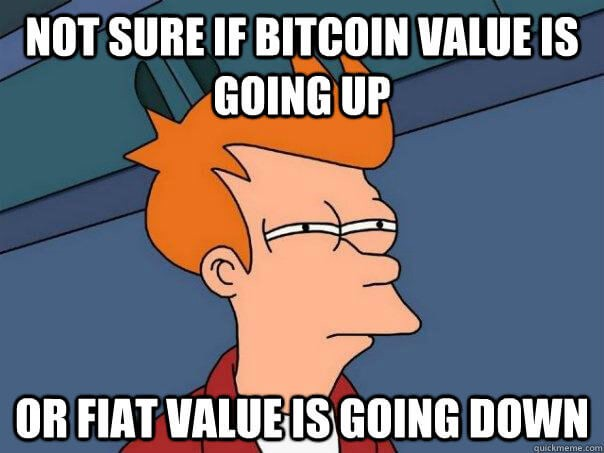 NOT SURE IF BITCOIN VALUE IS
GOING UP
OR FIAT VALUE IS GOING DOWN
quickmeme.com